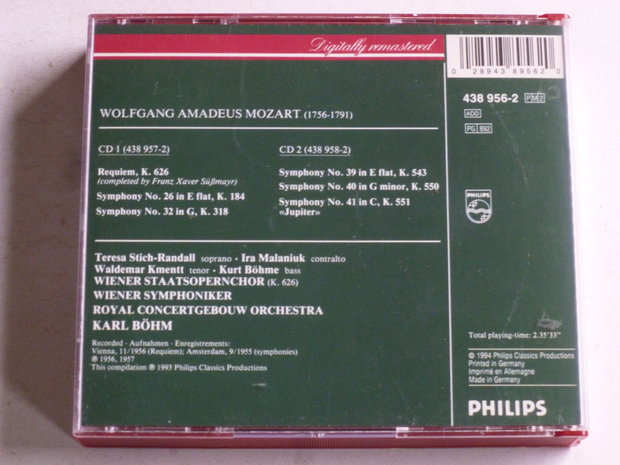 Digitally remastered
WOLFGANG AMADEUS MOZART (1756-1791)
CD 1 (438 957-2)
Requiem, K. 626
(completed by Franz Xaver Süßmayr)
Symphony No. 26 in E flat, K. 184
Symphony No. 32 in G, K. 318
CD 2 (438 958-2)
Symphony No. 39 in E flat, K. 543
Symphony No. 40 in G minor, K. 550
Symphony No. 41 in C, K. 551
«Jupiter»
Teresa Stich-Randall soprano · Ira Malaniuk contralto
Waldemar Kmentt tenor · Kurt Böhme bass
WIENER STAATSOPERNCHOR (K. 626)
WIENER SYMPHONIKER
ROYAL CONCERTGEBOUW ORCHESTRA
KARL BÖHM
Recorded · Aufnahmen · Enregistrements:
Vienna, 11/1956 (Requiem); Amsterdam, 9/1955 (symphonies)
℗ 1956, 1957
This compilation ℗ 1993 Philips Classics Productions
0 28943 89562 0
438 956-2 PM2
ADD
PG 892
PHILIPS
Total playing-time: 2.35'33"
© 1994 Philips Classics Productions
Printed in Germany
Imprimé en Allemagne
Made in Germany
PHILIPS